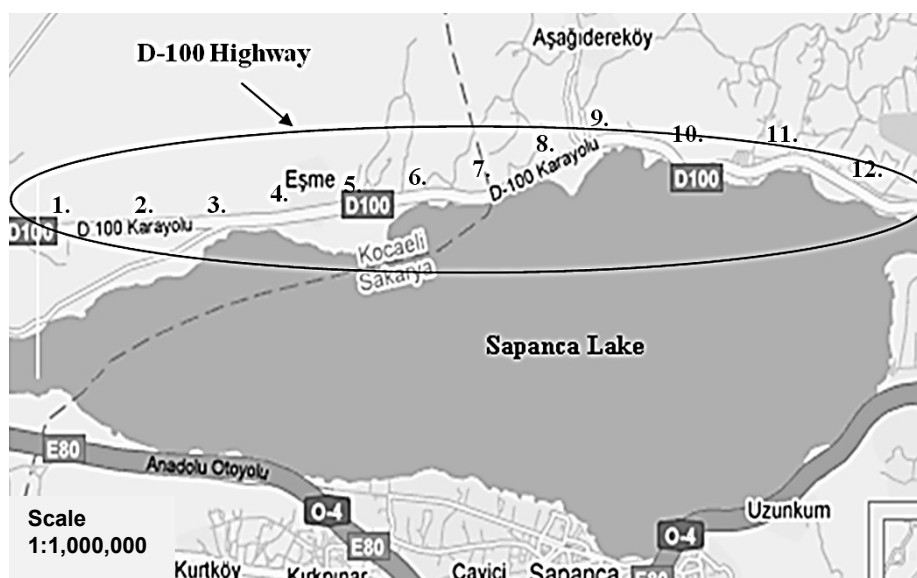 D-100 Highway
Aşağıdereköy
9.
8.
10.
11.
12.
7.
6.
5.
4.
3.
2.
1.
Eşme
D100
D100
D100
D 100 Karayolu
D-100 Karayolu
Kocaeli
Sakarya
Sapanca Lake
E80
Anadolu Otoyolu
O-4
E80
Uzunkum
O-4
E80
Scale
1:1,000,000
Kurtköy
Kırkpınar
Çayiçi
Sapanca